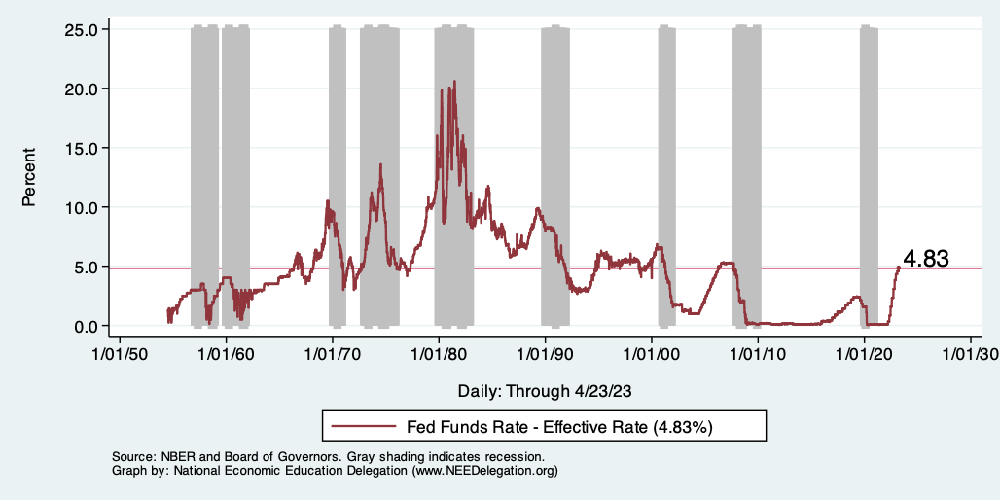 25.0
20.0
15.0
10.0
5.0
0.0
Percent
4.83
1/01/50 1/01/60 1/01/70 1/01/80 1/01/90 1/01/00 1/01/10 1/01/20 1/01/30
Daily: Through 4/23/23
Fed Funds Rate - Effective Rate (4.83%)
Source: NBER and Board of Governors. Gray shading indicates recession.
Graph by: National Economic Education Delegation (www.NEEDelegation.org)